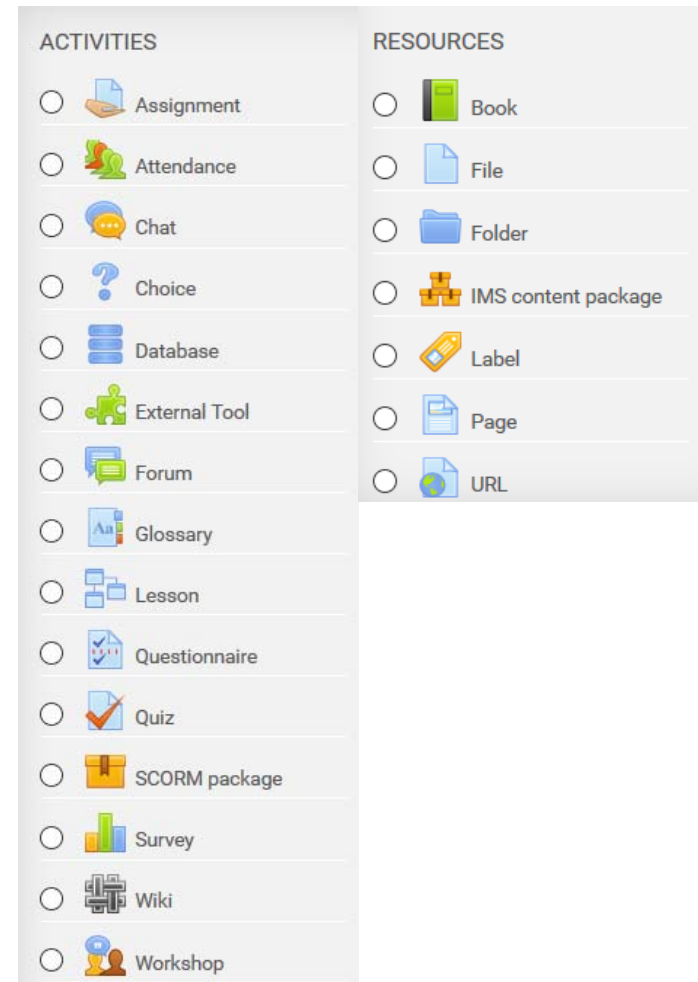 ACTIVITIES
Assignment
Attendance
Chat
Choice
Database
External Tool
Forum
Aa
Glossary
Lesson
Questionnaire
Quiz
SCORM package
Survey
Wiki
Workshop
RESOURCES
Book
File
Folder
IMS content package
Label
Page
URL